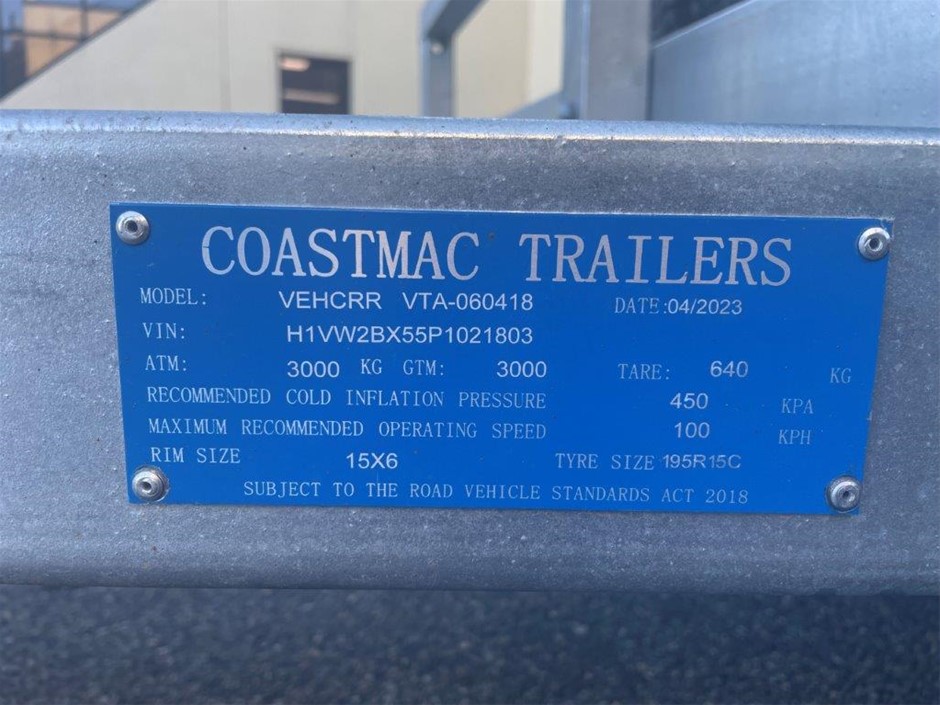 COASTMAC TRAILERS
MODEL: VEHCRR VTA-060418 DATE:04/2023
VIN: H1VW2BX55P1021803
ATM: 3000 KG GTM: 3000 TARE: 640 KG
RECOMMENDED COLD INFLATION PRESSURE 450 KPA
MAXIMUM RECOMMENDED OPERATING SPEED 100 KPH
RIM SIZE 15X6 TYRE SIZE 195R15C
SUBJECT TO THE ROAD VEHICLE STANDARDS ACT 2018